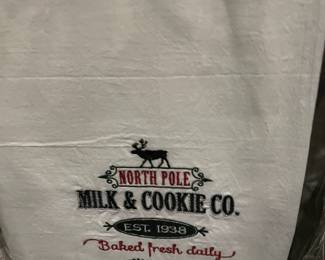 NORTH POLE
MILK & COOKIE CO.
EST. 1938
Baked fresh daily